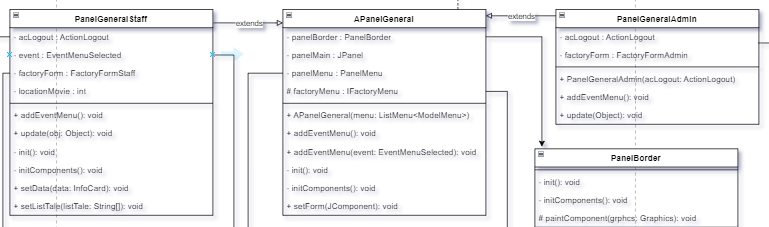 PanelGeneralStaff
- acLogout : ActionLogout
- event : EventMenuSelected
- factoryForm : FactoryFormStaff
- locationMovie : int
+ addEventMenu(): void
+ update(obj: Object): void
- init(): void
- initComponents(): void
+ setData(data: InfoCard): void
+ setListTale(listTale: String[]): void
extends
APanelGeneral
- panelBorder : PanelBorder
- panelMain : JPanel
- panelMenu : PanelMenu
# factoryMenu : IFactoryMenu
+ APanelGeneral(menu: ListMenu<ModelMenu>)
+ addEventMenu(): void
+ addEventMenu(event: EventMenuSelected): void
- init(): void
- initComponents(): void
+ setForm(JComponent): void
extends
PanelGeneralAdmin
- acLogout : ActionLogout
- factoryForm : FactoryFormAdmin
+ PanelGeneralAdmin(acLogout: ActionLogout)
+ addEventMenu(): void
+ update(Object): void
PanelBorder
- init(): void
- initComponents(): void
# paintComponent(grphcs: Graphics): void